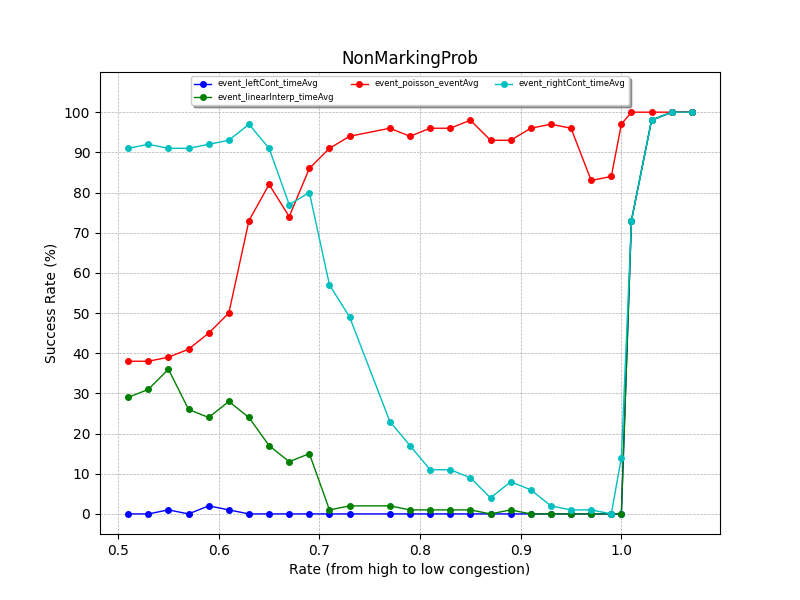 NonMarkingProb
event_leftCont_timeAvg
event_linearInterp_timeAvg
event_poisson_eventAvg
event_rightCont_timeAvg
Success Rate (%)
100
90
80
70
60
50
40
30
20
10
0
0.5 0.6 0.7 0.8 0.9 1.0
Rate (from high to low congestion)